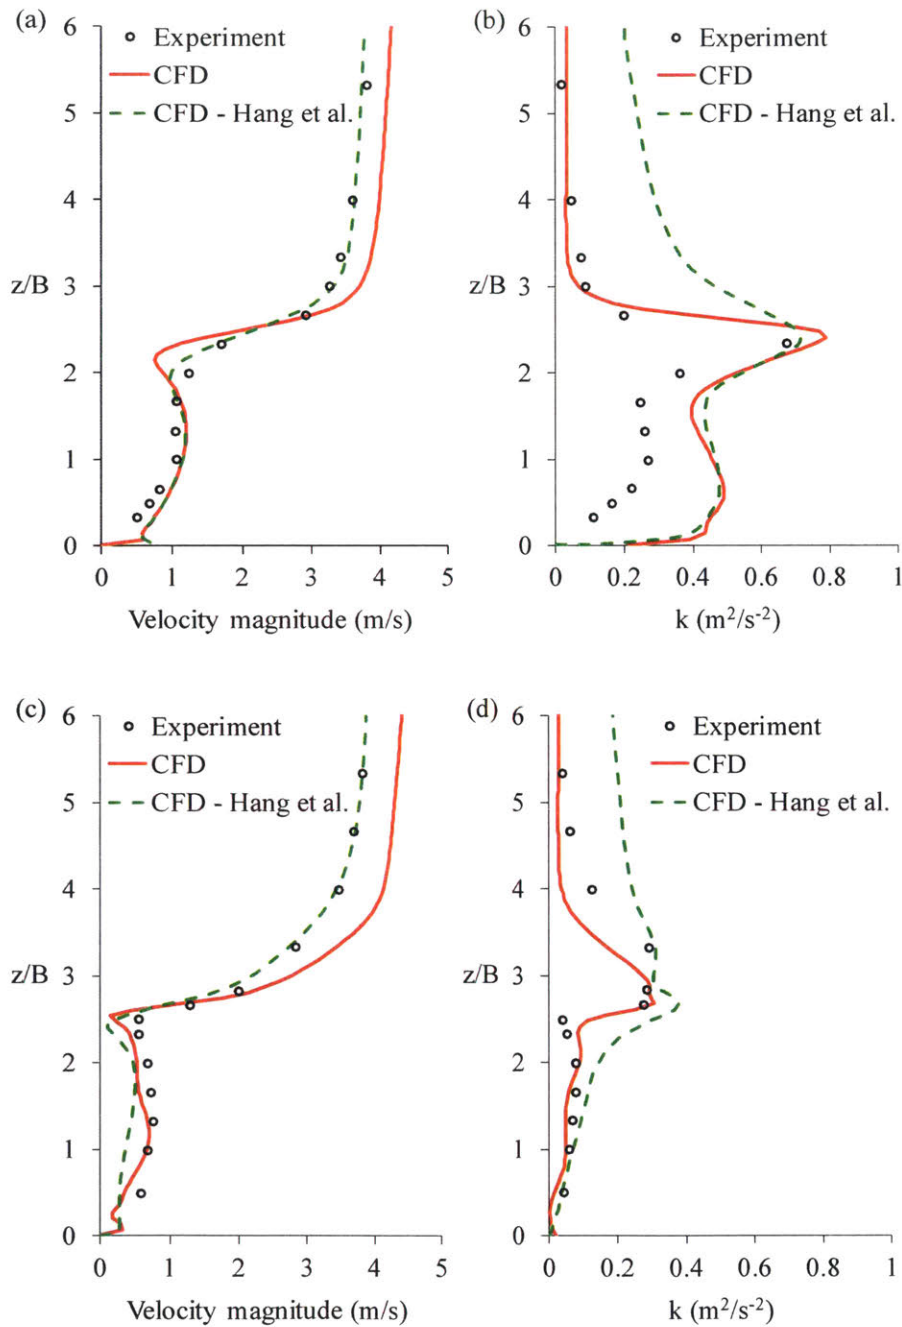 (a)
6
Experiment
CFD
CFD - Hang et al.
5
4
z/B
3
2
1
0
0 1 2 3 4 5
Velocity magnitude (m/s)
(b)
6
Experiment
CFD
CFD - Hang et al.
5
4
z/B
3
2
1
0
0 0.2 0.4 0.6 0.8 1
k (m²/s⁻²)
(c)
6
Experiment
CFD
CFD - Hang et al.
5
4
z/B
3
2
1
0
0 1 2 3 4 5
Velocity magnitude (m/s)
(d)
6
Experiment
CFD
CFD - Hang et al.
5
4
z/B
3
2
1
0
0 0.2 0.4 0.6 0.8 1
k (m²/s⁻²)